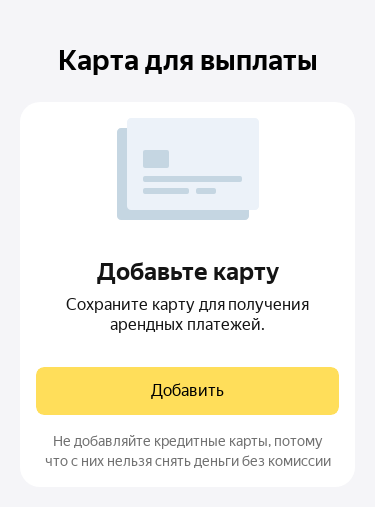 Карта для выплаты
Добавьте карту
Сохраните карту для получения
арендных платежей.
Добавить
Не добавляйте кредитные карты, потому
что с них нельзя снять деньги без комиссии